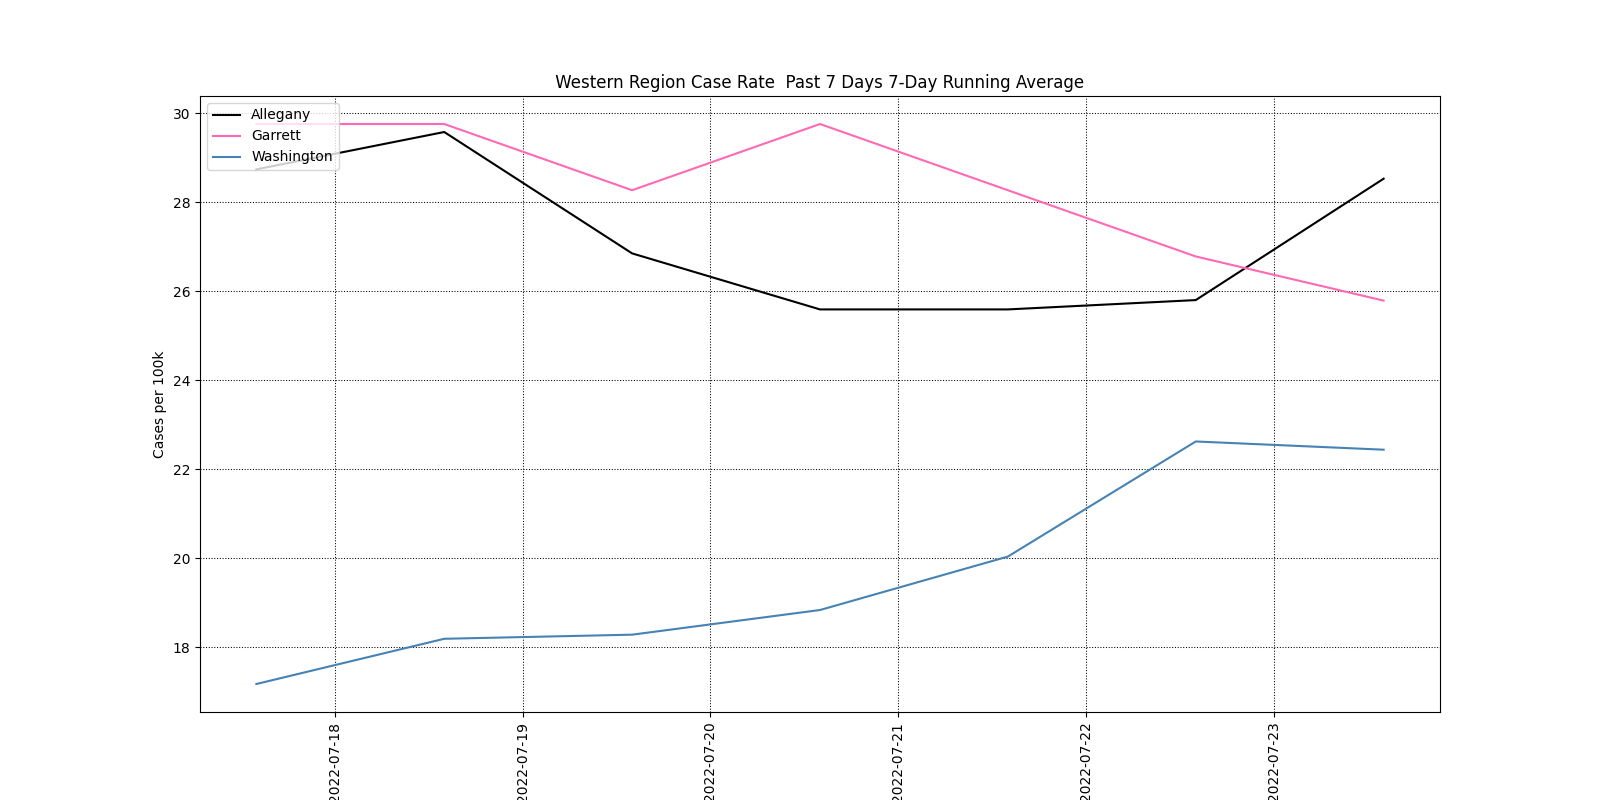 Western Region Case Rate  Past 7 Days 7-Day Running Average
Allegany
Garrett
Washington
Cases per 100k
30
28
26
24
22
20
18
2022-07-18
2022-07-19
2022-07-20
2022-07-21
2022-07-22
2022-07-23